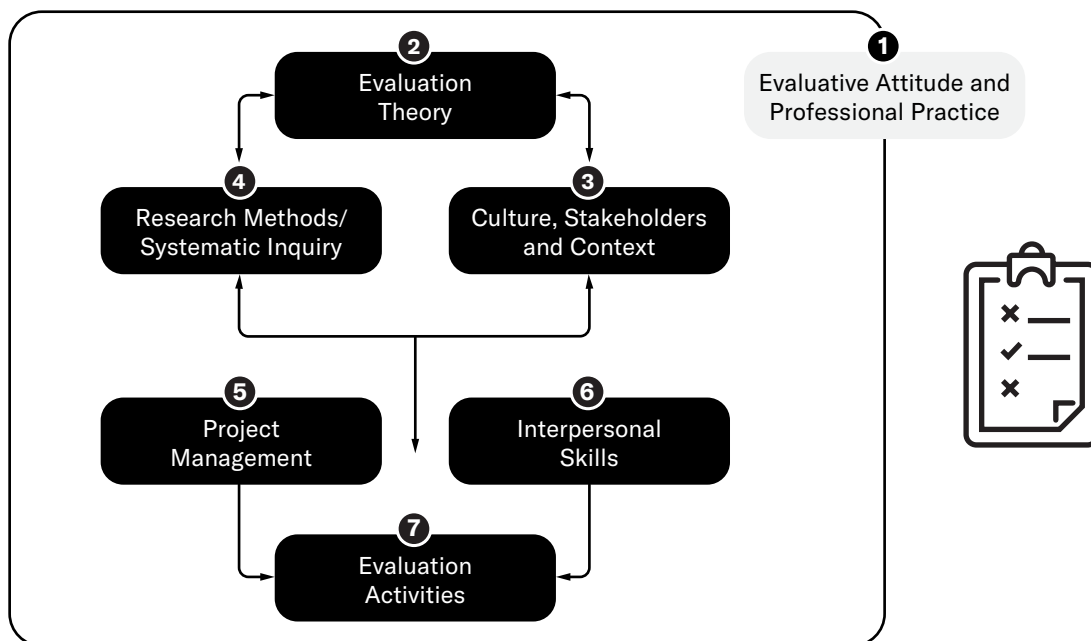 1
Evaluative Attitude and
Professional Practice
2
Evaluation
Theory
4
Research Methods/
Systematic Inquiry
3
Culture, Stakeholders
and Context
5
Project
Management
6
Interpersonal
Skills
7
Evaluation
Activities